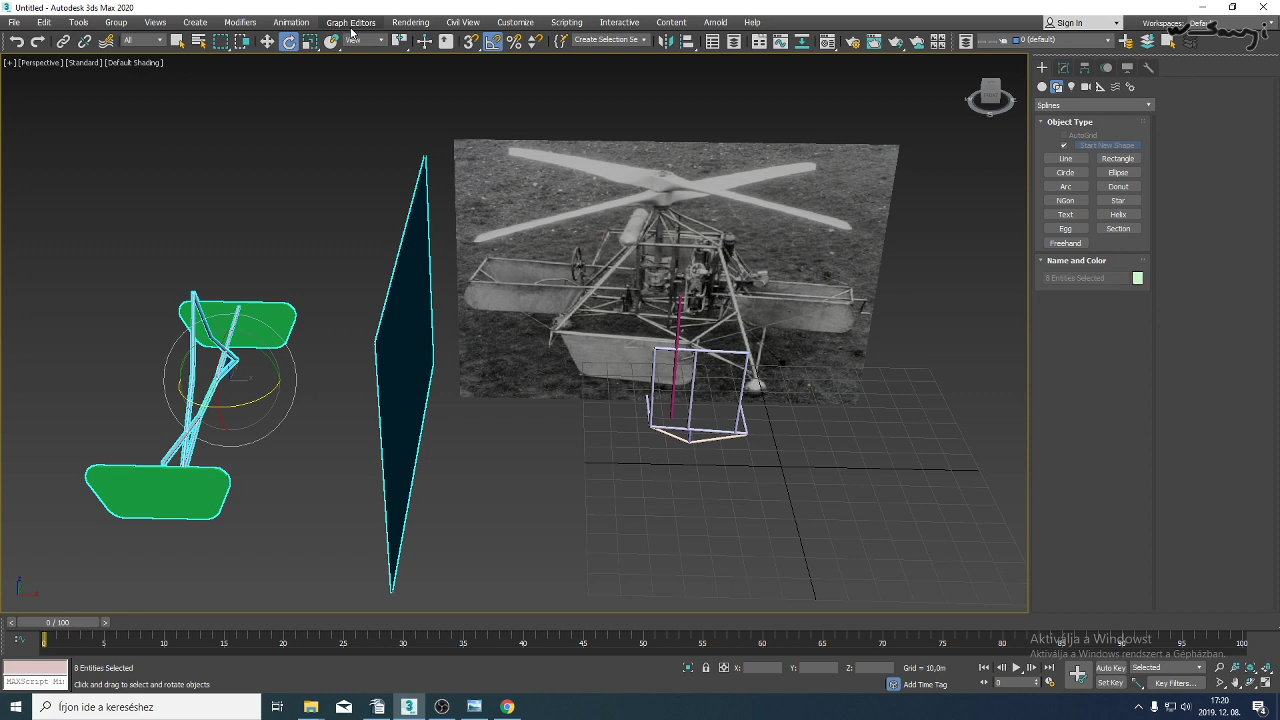 Untitled - Autodesk 3ds Max 2020
File Edit Tools Group Views Create Modifiers Animation Graph Editors Rendering Civil View Customize Scripting Interactive Content Arnold Help Sign In Workspaces:
All View Create Selection Se 0 (default)
[+] [Perspective] [Standard] [Default Shading]
Splines
Object Type
AutoGrid
Start New Shape
Line Rectangle
Circle Ellipse
Arc Donut
NGon Star
Text Helix
Egg Section
Freehand
Name and Color
8 Entities Selected
0 / 100
0 5 10 15 20 25 30 35 40 45 50 55 60 65 70 75 80 85 90 95 100
Aktiválja a Windowst
Aktiválja a Windows rendszert a Gépházban.
8 Entities Selected X: Y: Z: Grid = 10,0m Auto Key Selected
MAXScript Mi Click and drag to select and rotate objects Add Time Tag 0 Set Key Key Filters...
Írjon ide a kereséshez
17:20
2019. 12. 08.